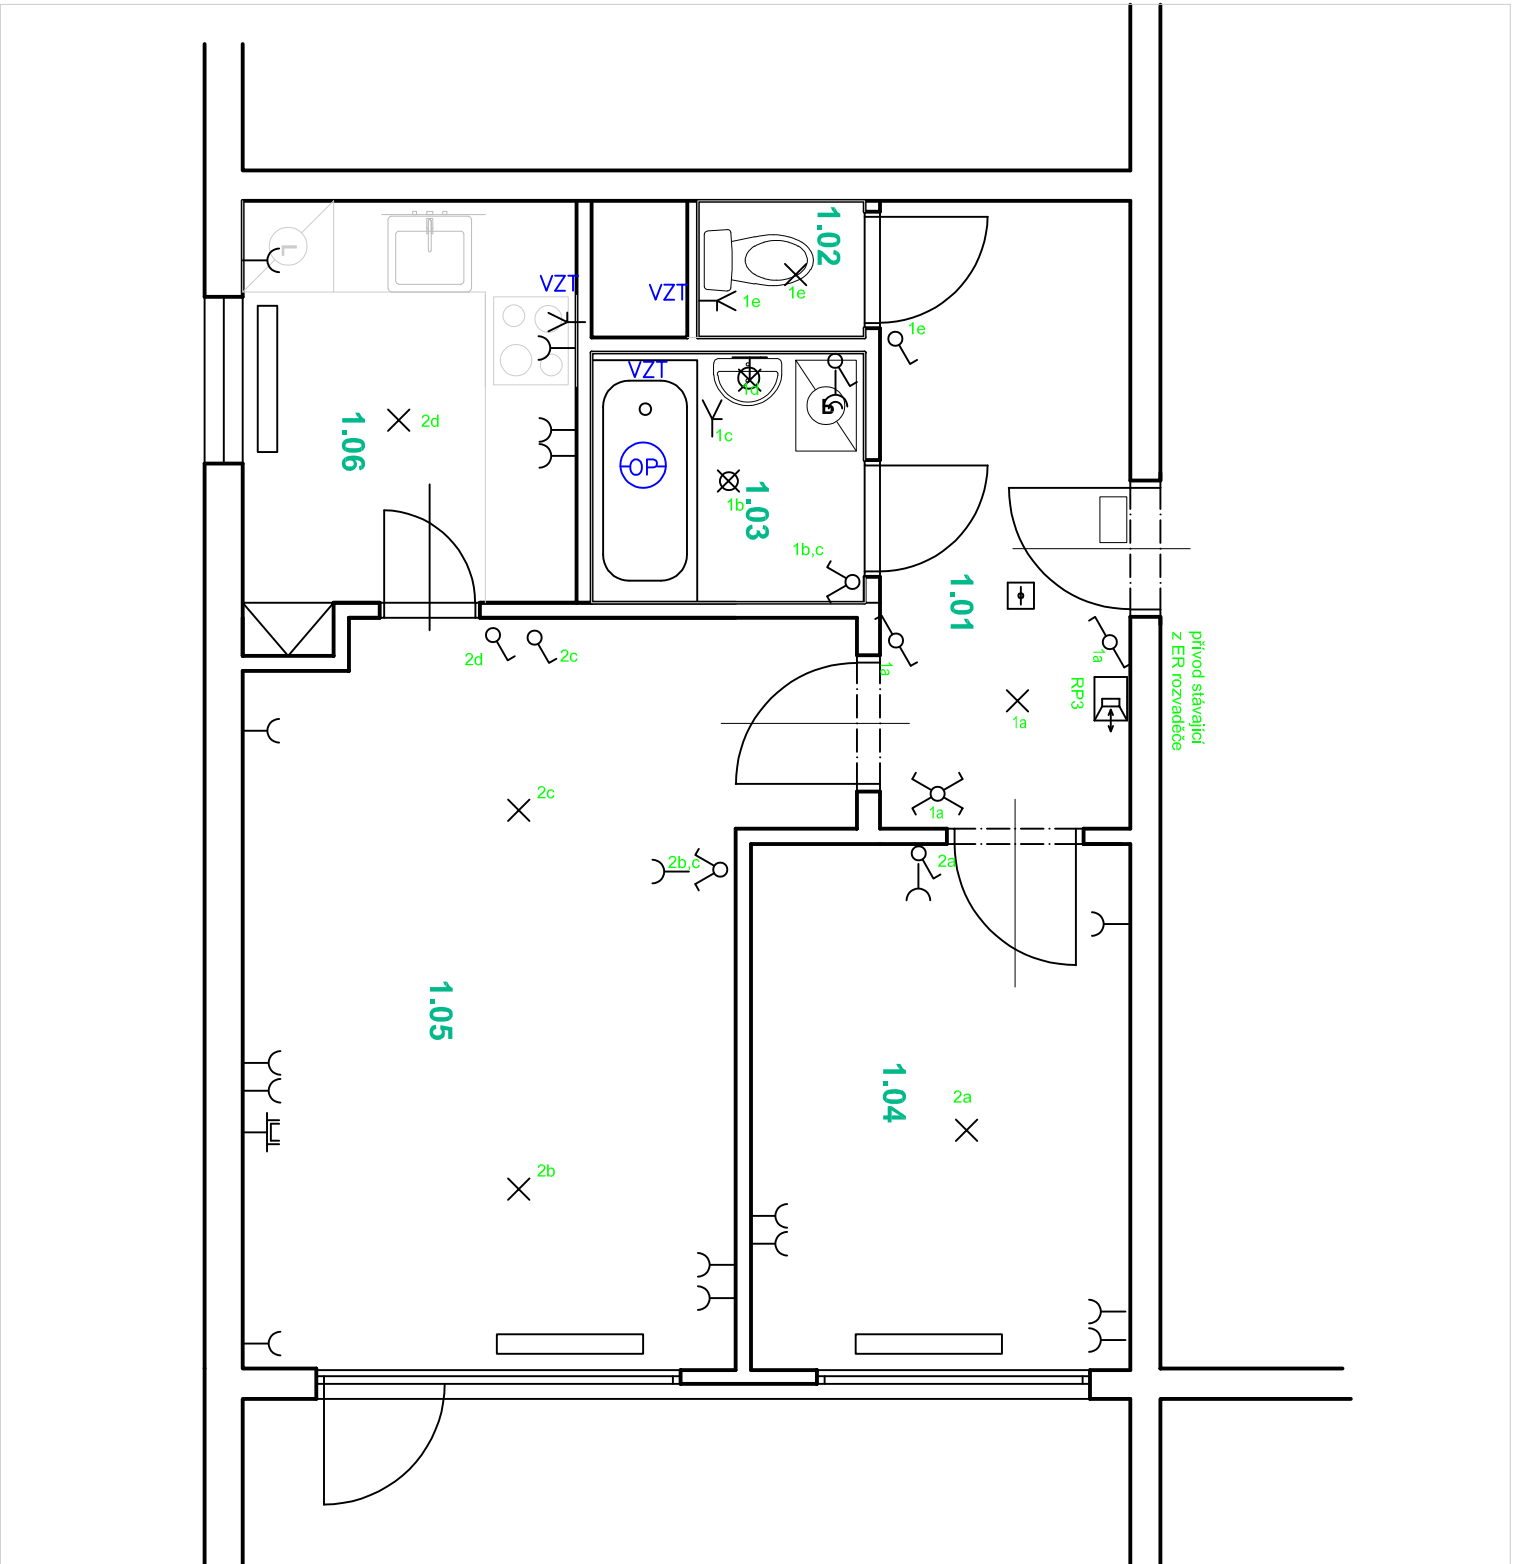 1.02
VZT
VZT
1e
1e
1e
VZT
1d
L
2d
1.06
1c
B
OP
1b
1.03
1b,c
1.01
2d
2c
1a
1a
RP3
přívod stávající
z ER rozvaděče
1a
2c
1a
2b,c
2a
1.05
1.04
2a
2b